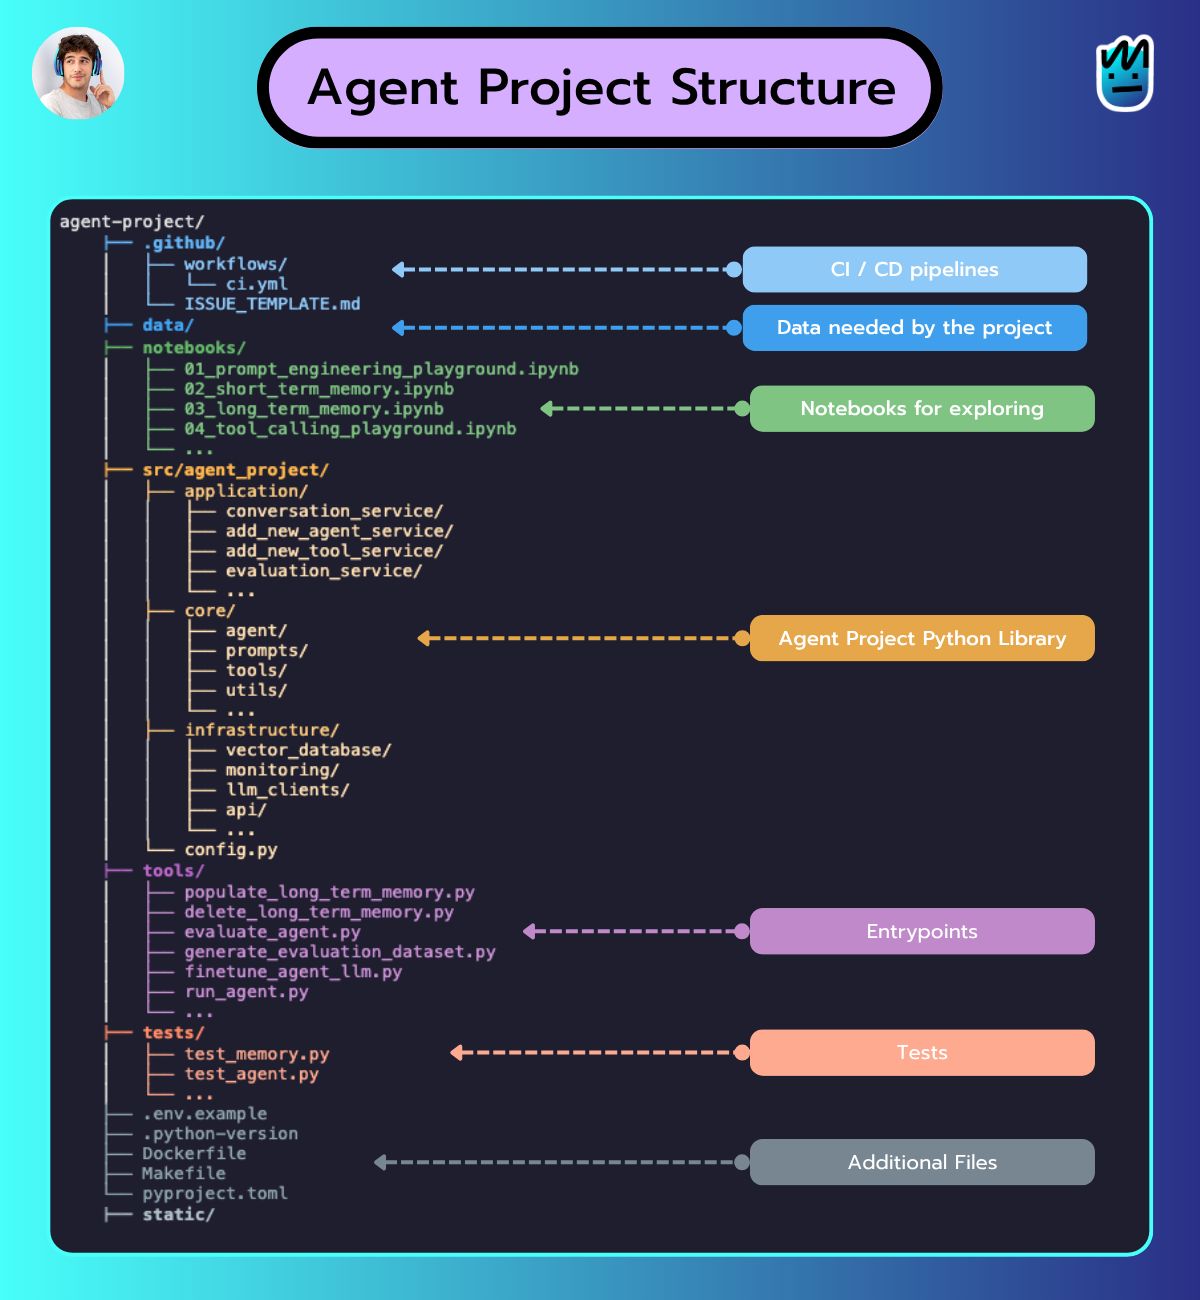 Agent Project Structure
agent-project/
├── .github/
├── workflows/
└── ci.yml
└── ISSUE_TEMPLATE.md
CI / CD pipelines
├── data/
Data needed by the project
├── notebooks/
├── 01_prompt_engineering_playground.ipynb
├── 02_short_term_memory.ipynb
├── 03_long_term_memory.ipynb
├── 04_tool_calling_playground.ipynb
└── ...
Notebooks for exploring
├── src/agent_project/
├── application/
├── conversation_service/
├── add_new_agent_service/
├── add_new_tool_service/
├── evaluation_service/
└── ...
├── core/
├── agent/
├── prompts/
├── tools/
├── utils/
└── ...
Agent Project Python Library
├── infrastructure/
├── vector_database/
├── monitoring/
├── llm_clients/
├── api/
└── ...
└── config.py
├── tools/
├── populate_long_term_memory.py
├── delete_long_term_memory.py
├── evaluate_agent.py
├── generate_evaluation_dataset.py
├── finetune_agent_llm.py
├── run_agent.py
└── ...
Entrypoints
├── tests/
├── test_memory.py
├── test_agent.py
└── ...
Tests
├── .env.example
├── .python-version
├── Dockerfile
├── Makefile
└── pyproject.toml
Additional Files
├── static/